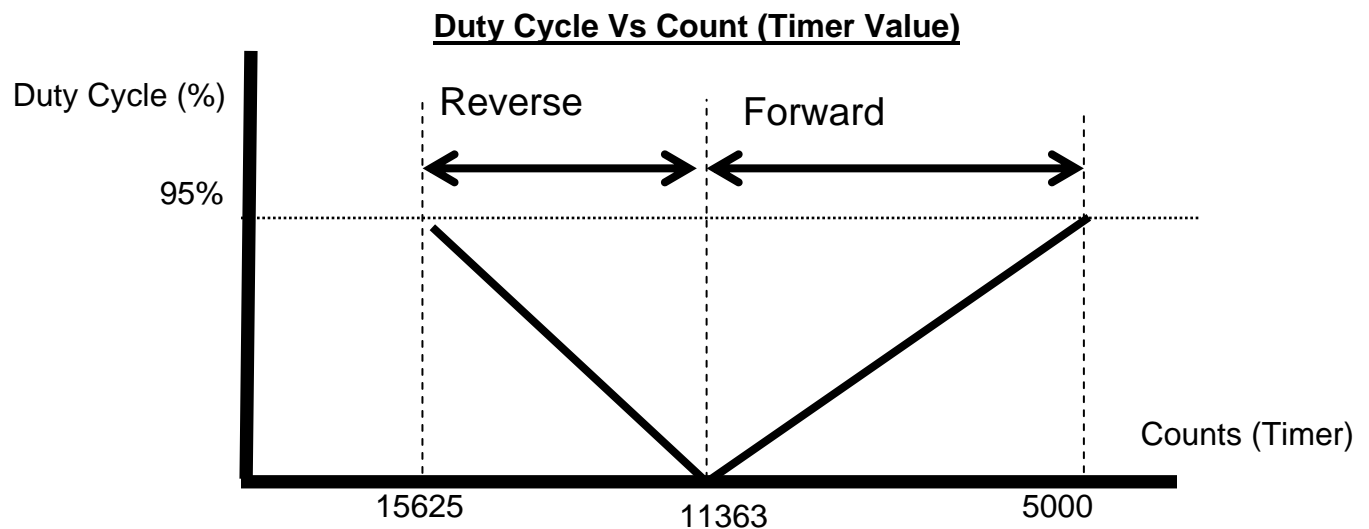 Duty Cycle Vs Count (Timer Value)
Duty Cycle (%)
Reverse
Forward
95%
Counts (Timer)
15625
11363
5000